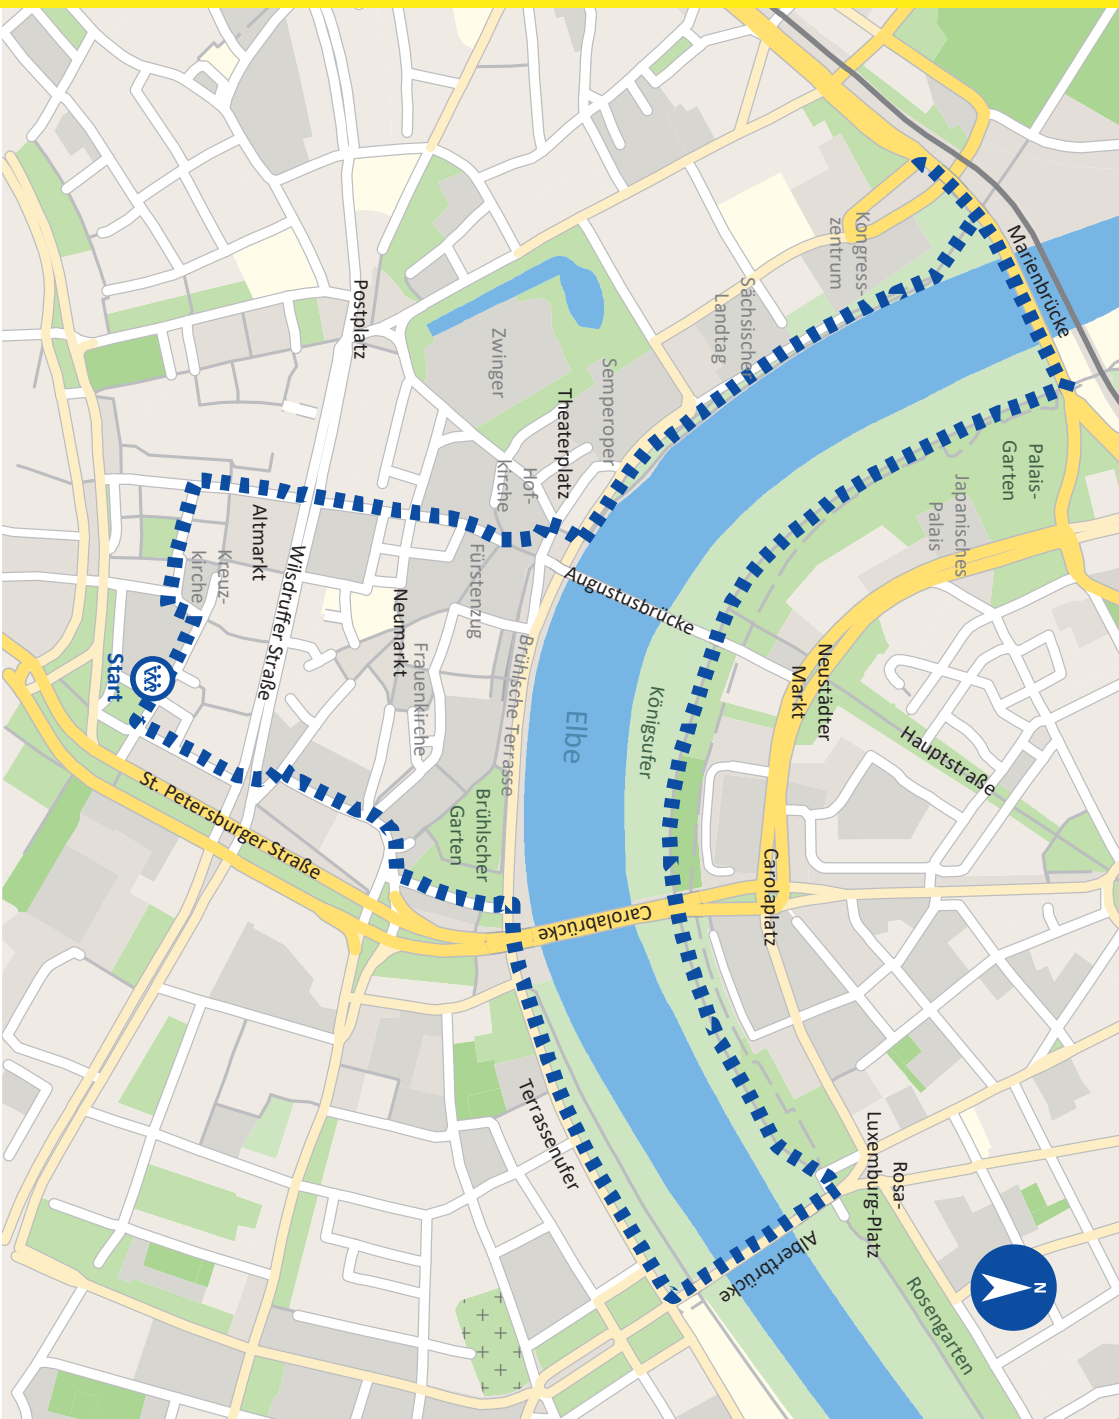 Marienbrücke
Kongress-
zentrum
Sächsischer
Landtag
Postplatz
Zwinger
Semperoper
Theaterplatz
Hof-
kirche
Palais-
Garten
Japanisches
Palais
Altmarkt
Kreuz-
kirche
Wilsdruffer Straße
Fürstenzug
Neumarkt
Frauenkirche
Augustusbrücke
Brühlsche Terrasse
Elbe
Königsufer
Neustädter
Markt
Hauptstraße
Start
St. Petersburger Straße
Brühlscher
Garten
Carolabrücke
Carolaplatz
Terrassenufer
Albertbrücke
Rosa-
Luxemburg-Platz
Rosengarten
N